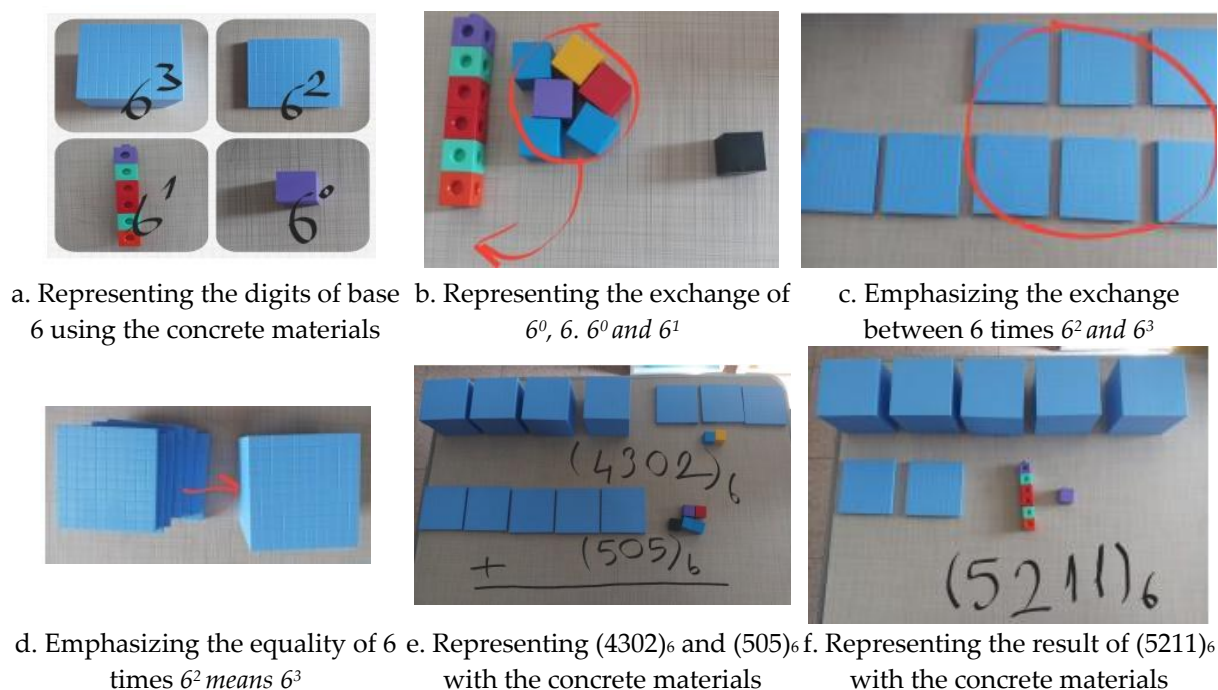 6³
6²
6¹
6⁰
a. Representing the digits of base
6 using the concrete materials
b. Representing the exchange of
6⁰, 6. 6⁰ and 6¹
c. Emphasizing the exchange
between 6 times 6² and 6³
(4302)₆
+ (505)₆
(5211)₆
d. Emphasizing the equality of 6
times 6² means 6³
e. Representing (4302)₆ and (505)₆
with the concrete materials
f. Representing the result of (5211)₆
with the concrete materials